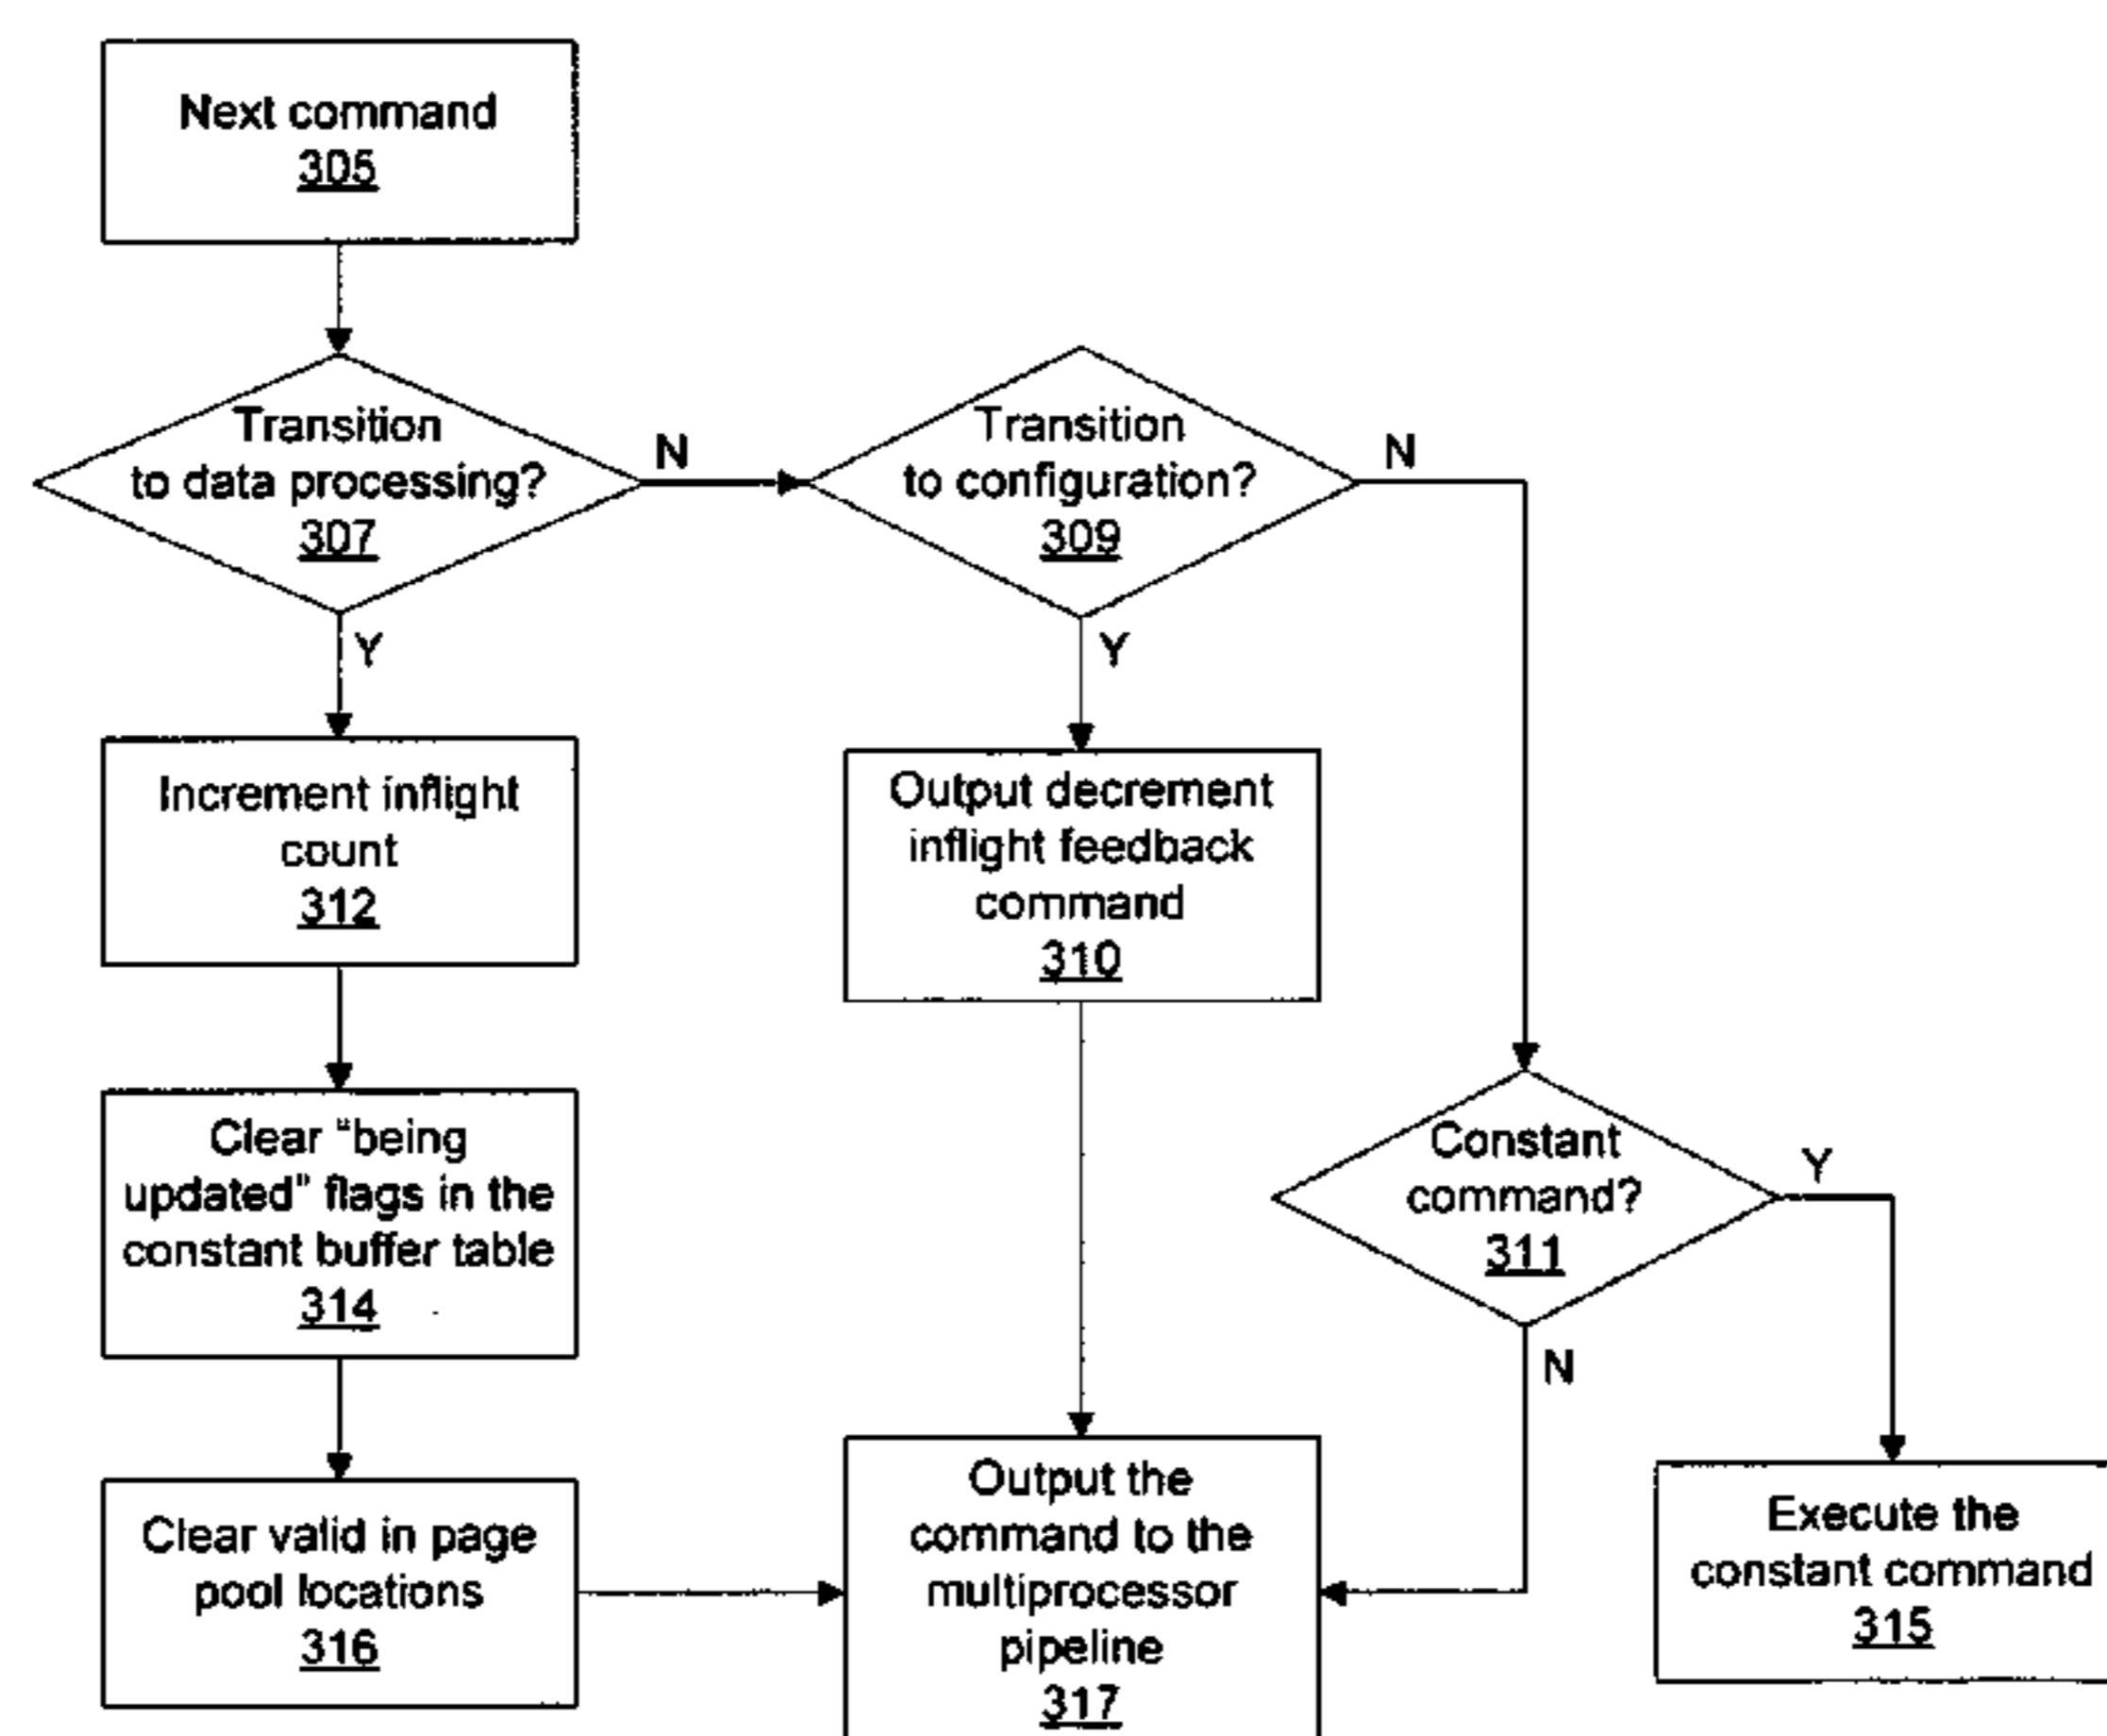 Next command
305
Transition
to data processing?
307
N
Y
Transition
to configuration?
309
N
Y
Increment inflight
count
312
Output decrement
inflight feedback
command
310
Clear “being
updated” flags in the
constant buffer table
314
Constant
command?
311
Y
N
Clear valid in page
pool locations
316
Output the
command to the
multiprocessor
pipeline
317
Execute the
constant command
315